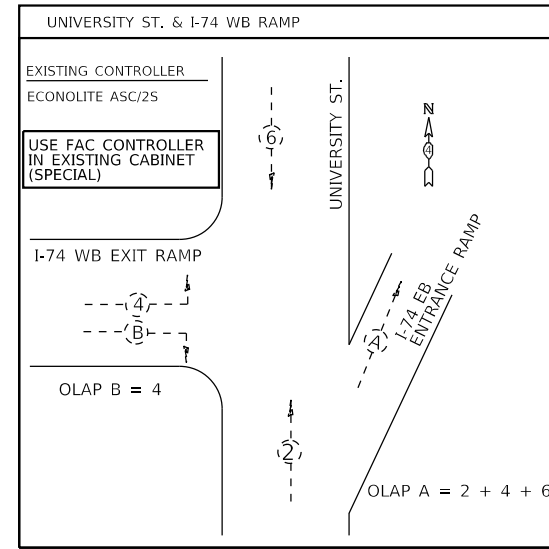 UNIVERSITY ST. & I-74 WB RAMP
EXISTING CONTROLLER
ECONOLITE ASC/2S
USE FAC CONTROLLER
IN EXISTING CABINET
(SPECIAL)
6
UNIVERSITY ST.
N
4
I-74 WB EXIT RAMP
4
B
A
I-74 EB
ENTRANCE RAMP
OLAP B = 4
2
OLAP A = 2 + 4 + 6